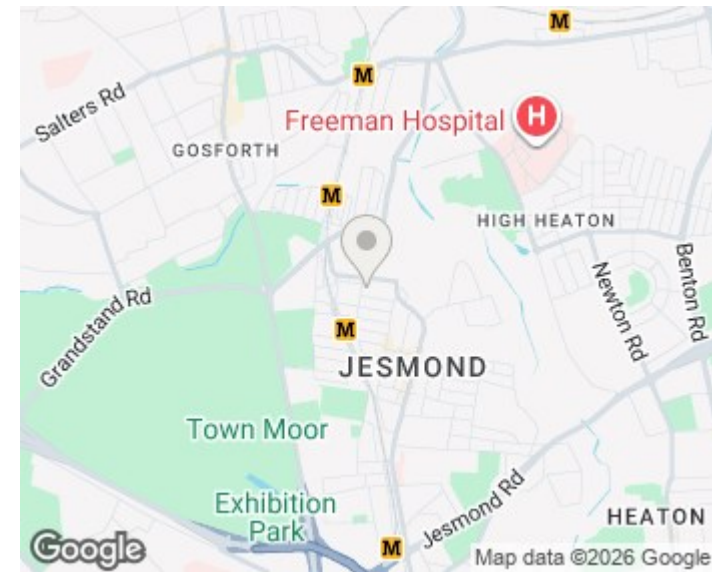 M
M
Salters Rd
Freeman Hospital
H
GOSFORTH
M
HIGH HEATON
Benton Rd
Newton Rd
Grandstand Rd
M
JESMOND
Town Moor
Exhibition
Park
Jesmond Rd
HEATON
M
Google
Map data ©2026 Google